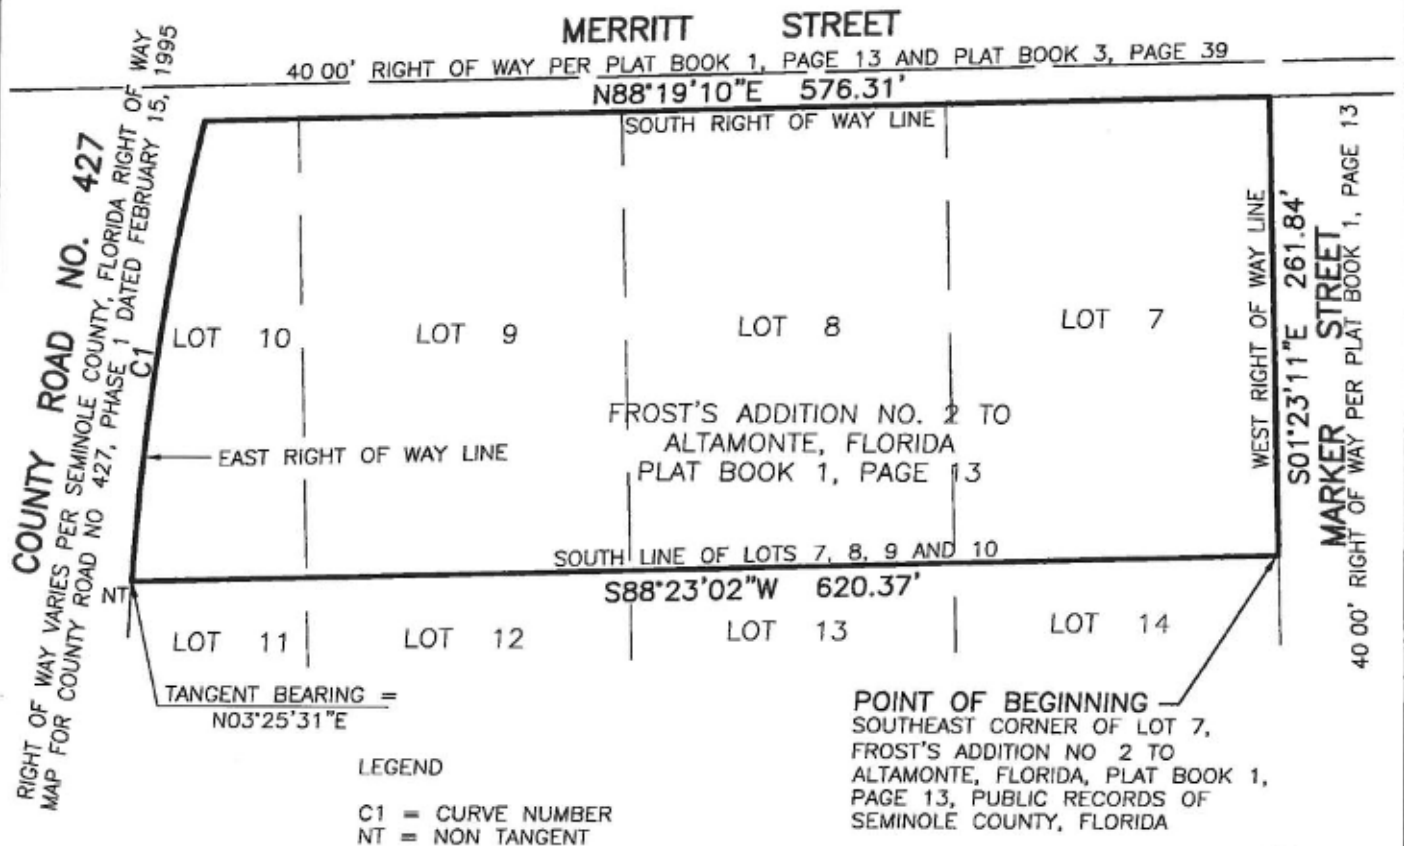 MERRITT STREET
40 00' RIGHT OF WAY PER PLAT BOOK 1, PAGE 13 AND PLAT BOOK 3, PAGE 39
N88°19'10"E 576.31'
SOUTH RIGHT OF WAY LINE
COUNTY ROAD NO. 427
RIGHT OF WAY VARIES PER SEMINOLE COUNTY, FLORIDA RIGHT OF WAY
MAP FOR COUNTY ROAD NO 427, PHASE 1 DATED FEBRUARY 15, 1995
C1
LOT 10
LOT 9
LOT 8
LOT 7
WEST RIGHT OF WAY LINE
S01°23'11"E 261.84'
MARKER STREET
40 00' RIGHT OF WAY PER PLAT BOOK 1, PAGE 13
FROST'S ADDITION NO. 2 TO
ALTAMONTE, FLORIDA
PLAT BOOK 1, PAGE 13
EAST RIGHT OF WAY LINE
SOUTH LINE OF LOTS 7, 8, 9 AND 10
S88°23'02"W 620.37'
NT
LOT 11
LOT 12
LOT 13
LOT 14
TANGENT BEARING =
N03°25'31"E
POINT OF BEGINNING
SOUTHEAST CORNER OF LOT 7,
FROST'S ADDITION NO 2 TO
ALTAMONTE, FLORIDA, PLAT BOOK 1,
PAGE 13, PUBLIC RECORDS OF
SEMINOLE COUNTY, FLORIDA
LEGEND
C1 = CURVE NUMBER
NT = NON TANGENT